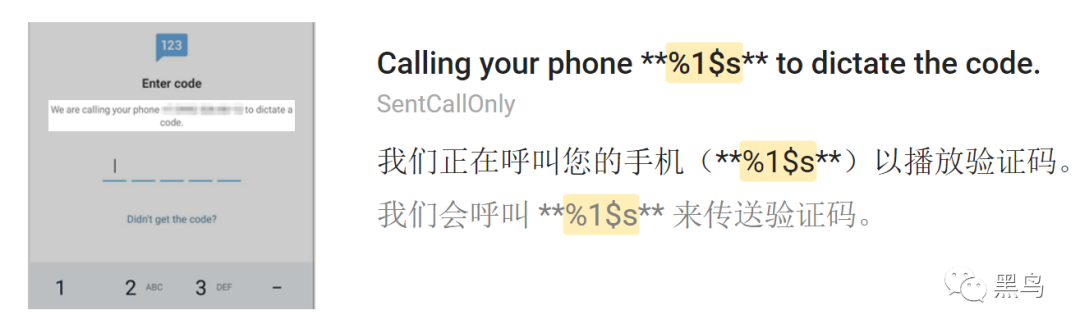 123
Enter code
We are calling your phone to dictate a
code.
Didn't get the code?
1
2 ABC
3 DEF
–
Calling your phone **%1$s** to dictate the code.
SentCallOnly
我们正在呼叫您的手机（**%1$s**）以播放验证码。
我们会呼叫 **%1$s** 来传送验证码。
黑鸟